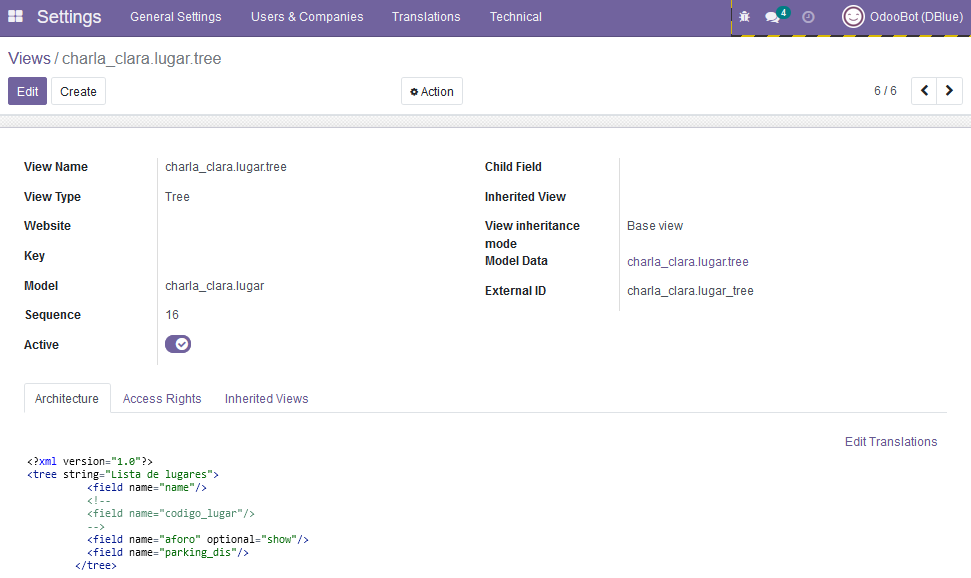 Settings General Settings Users & Companies Translations Technical 4 OdooBot (DBlue)
Views / charla_clara.lugar.tree
Edit Create Action 6 / 6
View Name charla_clara.lugar.tree
View Type Tree
Website
Key
Model charla_clara.lugar
Sequence 16
Active
Child Field
Inherited View
View inheritance
mode Base view
Model Data charla_clara.lugar.tree
External ID charla_clara.lugar_tree
Architecture Access Rights Inherited Views
Edit Translations
<?xml version="1.0"?>
<tree string="Lista de lugares">
<field name="name"/>
<!--
<field name="codigo_lugar"/>
-->
<field name="aforo" optional="show"/>
<field name="parking_dis"/>
</tree>